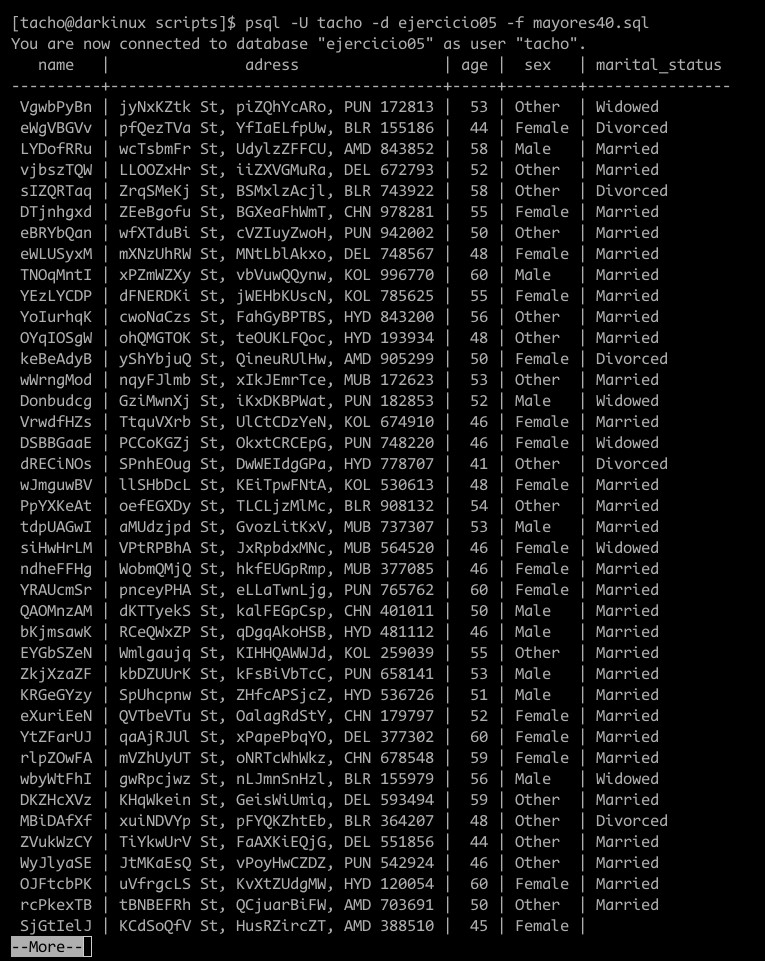 [tacho@darkinux scripts]$ psql -U tacho -d ejercicio05 -f mayores40.sql
You are now connected to database "ejercicio05" as user "tacho".
   name   |               adress                | age |  sex   | marital_status
----------+-------------------------------------+-----+--------+----------------
 VgwbPyBn | jyNxKZtk St, piZQhYcARo, PUN 172813 |  53 | Other  | Widowed
 eWgVBGVv | pfQezTVa St, YfIaELfpUw, BLR 155186 |  44 | Female | Divorced
 LYDofRRu | wcTsbmFr St, UdylzZFFCU, AMD 843852 |  58 | Male   | Married
 vjbszTQW | LLOOZxHr St, iiZXVGMuRa, DEL 672793 |  52 | Other  | Married
 sIZQRTaq | ZrqSMeKj St, BSMxlzAcjl, BLR 743922 |  58 | Other  | Divorced
 DTjnhgxd | ZEeBgofu St, BGXeaFhWmT, CHN 978281 |  55 | Female | Married
 eBRYbQan | wfXTduBi St, cVZIuyZwoH, PUN 942002 |  50 | Other  | Married
 eWLUSyxM | mXNzUhRW St, MNtLblAkxo, DEL 748567 |  48 | Female | Married
 TNOqMntI | xPZmWZXy St, vbVuwQQynw, KOL 996770 |  60 | Male   | Married
 YEzLYCDP | dFNERDKi St, jWEHbKUscN, KOL 785625 |  55 | Female | Married
 YoIurhqK | cwoNaCzs St, FahGyBPTBS, HYD 843200 |  56 | Other  | Married
 OYqIOSgW | ohQMGTOK St, teOUKLFQoc, HYD 193934 |  48 | Other  | Married
 keBeAdyB | yShYbjuQ St, QineuRUlHw, AMD 905299 |  50 | Female | Divorced
 wWrngMod | nqyFJlmb St, xIkJEmrTce, MUB 172623 |  53 | Other  | Married
 Donbudcg | GziMwnXj St, iKxDKBPWat, PUN 182853 |  52 | Male   | Widowed
 VrwdfHZs | TtquVXrb St, UlCtCDzYeN, KOL 674910 |  46 | Female | Married
 DSBBGaaE | PCCoKGZj St, OkxtCRCEpG, PUN 748220 |  46 | Female | Widowed
 dRECiNOs | SPnhEOug St, DwWEIdgGPa, HYD 778707 |  41 | Other  | Divorced
 wJmguwBV | llSHbDcL St, KEiTpwFNtA, KOL 530613 |  48 | Female | Married
 PpYXKeAt | oefEGXDy St, TLCLjzMlMc, BLR 908132 |  54 | Other  | Married
 tdpUAGwI | aMUdzjpd St, GvozLitKxV, MUB 737307 |  53 | Male   | Married
 siHwHrLM | VPtRPBhA St, JxRpbdxMNc, MUB 564520 |  46 | Female | Widowed
 ndheFFHg | WobmQMjQ St, hkfEUGpRmp, MUB 377085 |  46 | Female | Married
 YRAUcmSr | pnceyPHA St, eLLaTwnLjg, PUN 765762 |  60 | Female | Married
 QAOMnzAM | dKTTyekS St, kalFEGpCsp, CHN 401011 |  50 | Male   | Married
 bKjmsawK | RCeQWxZP St, qDgqAkoHSB, HYD 481112 |  46 | Male   | Married
 EYGbSZeN | Wmlgaujq St, KIHHQAWWJd, KOL 259039 |  55 | Other  | Married
 ZkjXzaZF | kbDZUUrK St, kFsBiVbTcC, PUN 658141 |  53 | Male   | Married
 KRGeGYzy | SpUhcpnw St, ZHfcAPSjcZ, HYD 536726 |  51 | Male   | Married
 eXuriEeN | QVTbeVTu St, OalagRdStY, CHN 179797 |  52 | Female | Married
 YtZFarUJ | qaAjRJUl St, xPapePbqYO, DEL 377302 |  60 | Female | Married
 rlpZOwFA | mVZhUyUT St, oNRTcWhWkz, CHN 678548 |  59 | Female | Married
 wbyWtFhI | gwRpcjwz St, nLJmnSnHzl, BLR 155979 |  56 | Male   | Widowed
 DKZHcXVz | KHqWkein St, GeisWiUmiq, DEL 593494 |  59 | Other  | Married
 MBiDAfXf | xuiNDVYp St, pFYQKZhtEb, BLR 364207 |  48 | Other  | Divorced
 ZVukWzCY | TiYkwUrV St, FaAXKiEQjG, DEL 551856 |  44 | Other  | Married
 WyJlyaSE | JtMKaEsQ St, vPoyHwCZDZ, PUN 542924 |  46 | Other  | Married
 OJFtcbPK | uVfrgcLS St, KvXtZUdgMW, HYD 120054 |  60 | Female | Married
 rcPkexTB | tBNBEFRh St, QCjuarBiFW, AMD 703691 |  50 | Other  | Married
 SjGtIelJ | KCdSoQfV St, HusRZircZT, AMD 388510 |  45 | Female |
--More--